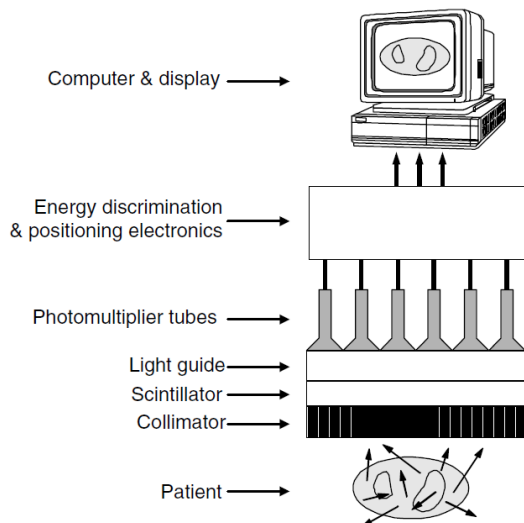 Computer & display
Energy discrimination
& positioning electronics
Photomultiplier tubes
Light guide
Scintillator
Collimator
Patient